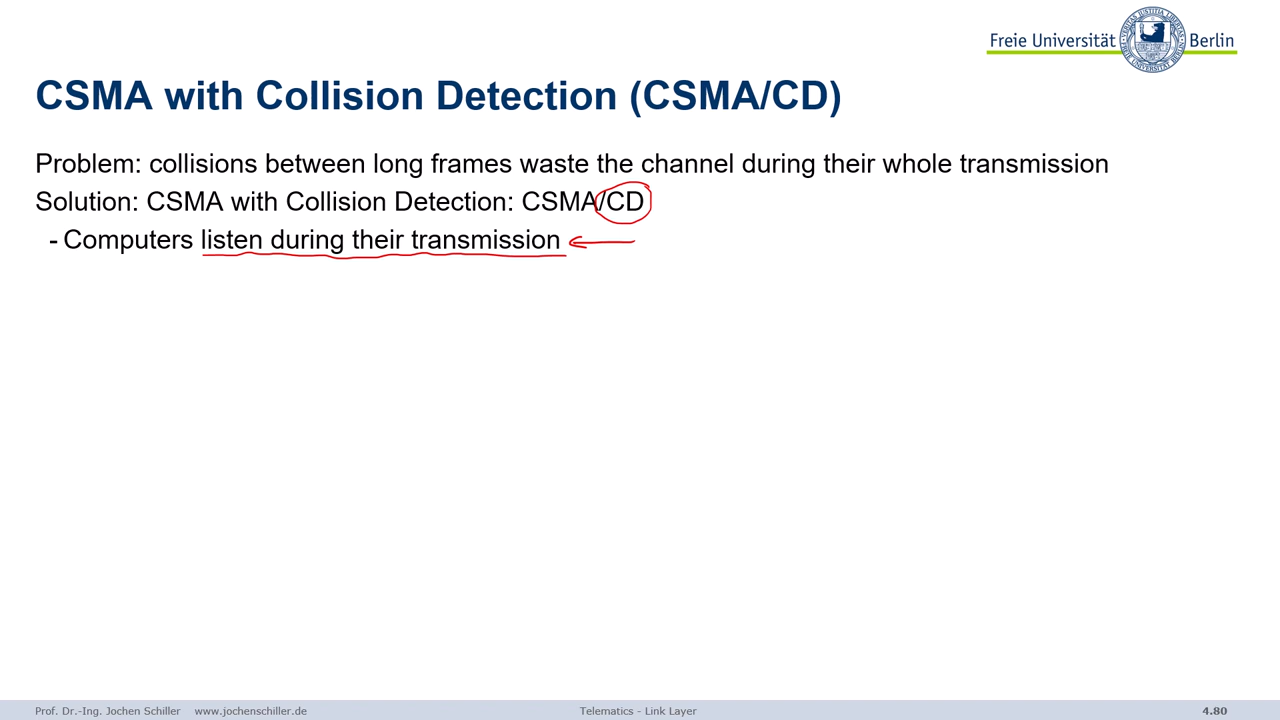 Freie Universität Berlin
CSMA with Collision Detection (CSMA/CD)
Problem: collisions between long frames waste the channel during their whole transmission
Solution: CSMA with Collision Detection: CSMA/CD
- Computers listen during their transmission
Prof. Dr.-Ing. Jochen Schiller www.jochenschiller.de Telematics - Link Layer 4.80